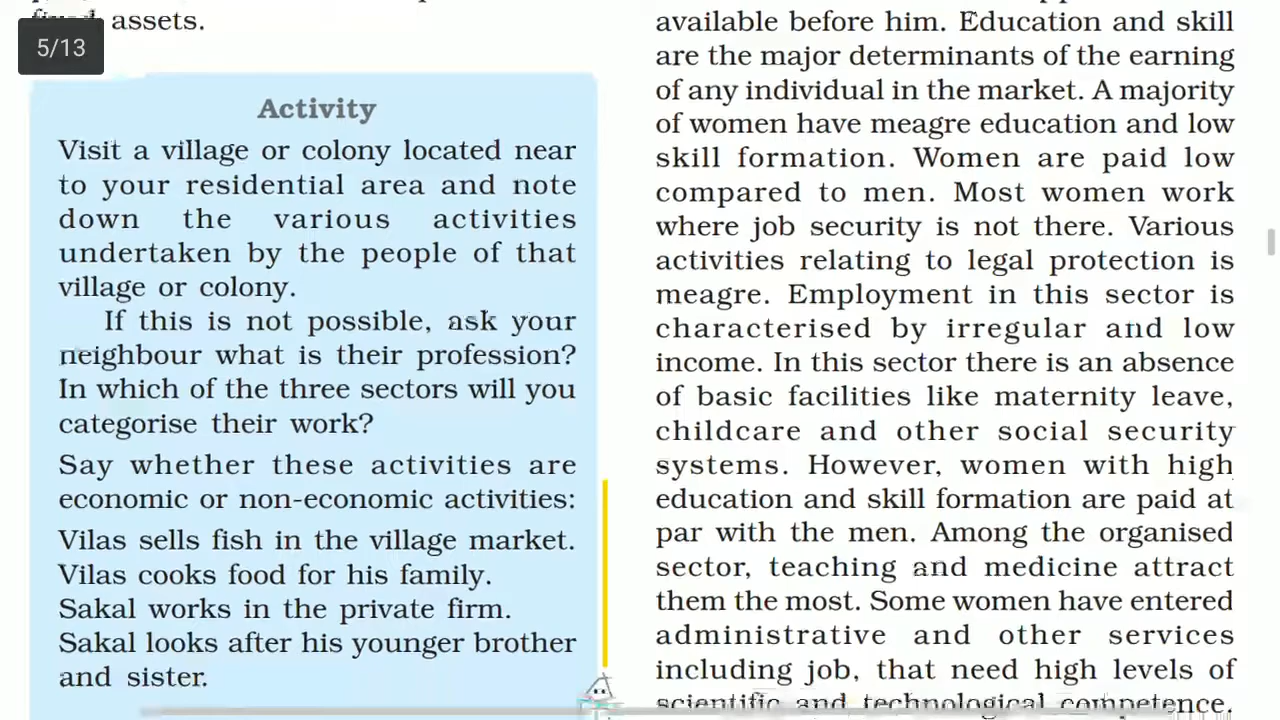 assets.
5/13
Activity
Visit a village or colony located near
to your residential area and note
down the various activities
undertaken by the people of that
village or colony.
If this is not possible, ask your
neighbour what is their profession?
In which of the three sectors will you
categorise their work?
Say whether these activities are
economic or non-economic activities:
Vilas sells fish in the village market.
Vilas cooks food for his family.
Sakal works in the private firm.
Sakal looks after his younger brother
and sister.
available before him. Education and skill
are the major determinants of the earning
of any individual in the market. A majority
of women have meagre education and low
skill formation. Women are paid low
compared to men. Most women work
where job security is not there. Various
activities relating to legal protection is
meagre. Employment in this sector is
characterised by irregular and low
income. In this sector there is an absence
of basic facilities like maternity leave,
childcare and other social security
systems. However, women with high
education and skill formation are paid at
par with the men. Among the organised
sector, teaching and medicine attract
them the most. Some women have entered
administrative and other services
including job, that need high levels of
scientific and technological competence.